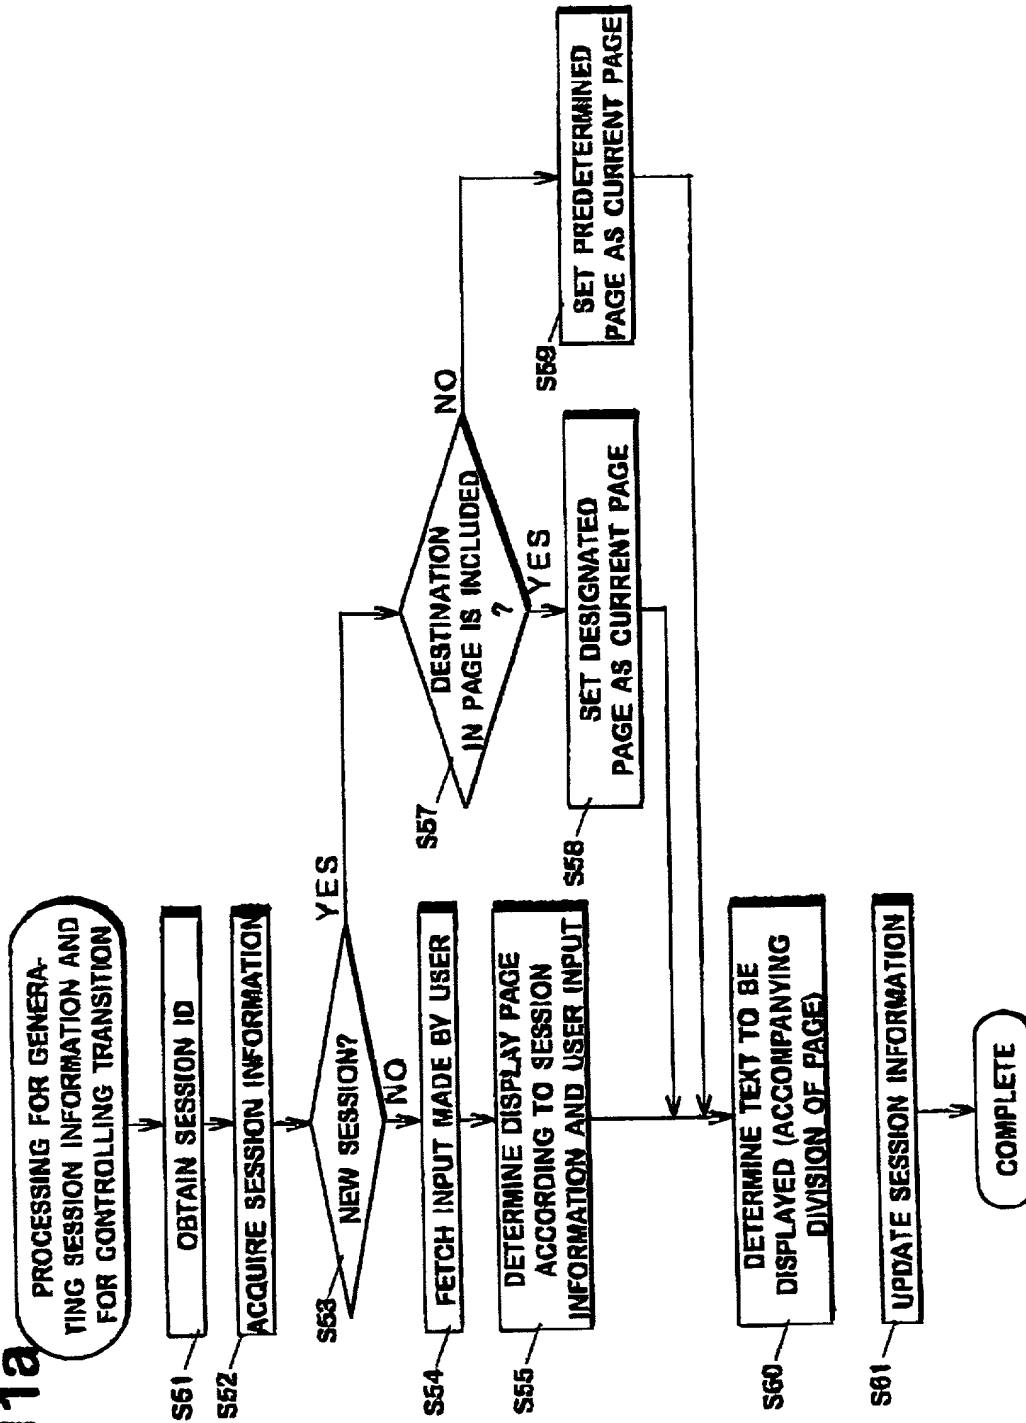 1a
PROCESSING FOR GENERA-
TING SESSION INFORMATION AND
FOR CONTROLLING TRANSITION
S51
OBTAIN SESSION ID
S52
ACQUIRE SESSION INFORMATION
S53
NEW SESSION?
YES
NO
S54
FETCH INPUT MADE BY USER
S55
DETERMINE DISPLAY PAGE
ACCORDING TO SESSION
INFORMATION AND USER INPUT
S57
DESTINATION
IN PAGE IS INCLUDED
?
NO
YES
S58
SET DESIGNATED
PAGE AS CURRENT PAGE
S59
SET PREDETERMINED
PAGE AS CURRENT PAGE
S60
DETERMINE TEXT TO BE
DISPLAYED (ACCOMPANYING
DIVISION OF PAGE)
S61
UPDATE SESSION INFORMATION
COMPLETE